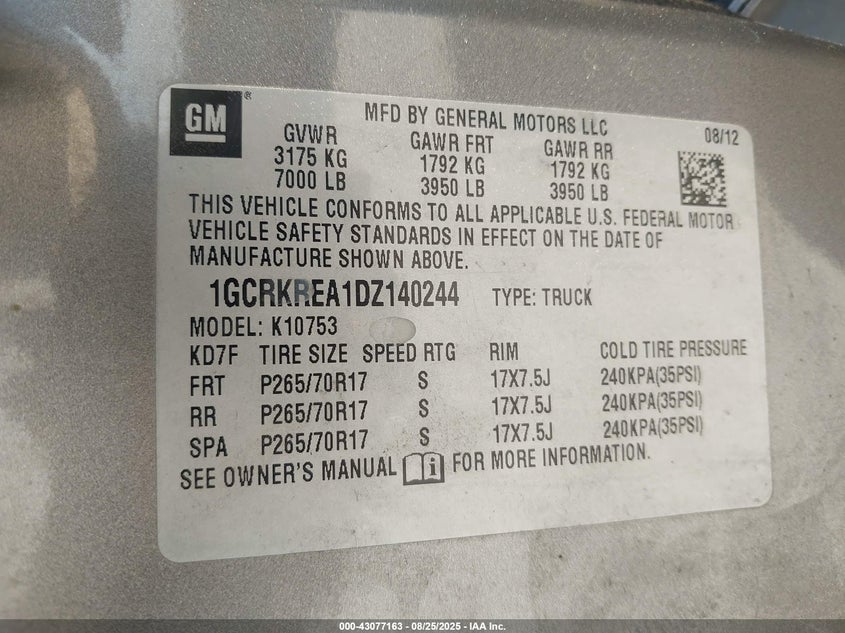 GM®
MFD BY GENERAL MOTORS LLC
08/12
GVWR GAWR FRT GAWR RR
3175 KG 1792 KG 1792 KG
7000 LB 3950 LB 3950 LB
THIS VEHICLE CONFORMS TO ALL APPLICABLE U.S. FEDERAL MOTOR
VEHICLE SAFETY STANDARDS IN EFFECT ON THE DATE OF
MANUFACTURE SHOWN ABOVE.
1GCRKREA1DZ140244 TYPE: TRUCK
MODEL: K10753
KD7F TIRE SIZE SPEED RTG RIM COLD TIRE PRESSURE
FRT P265/70R17 S 17X7.5J 240KPA(35PSI)
RR P265/70R17 S 17X7.5J 240KPA(35PSI)
SPA P265/70R17 S 17X7.5J 240KPA(35PSI)
SEE OWNER'S MANUAL i FOR MORE INFORMATION.
000-43077163 - 08/25/2025 - IAA Inc.